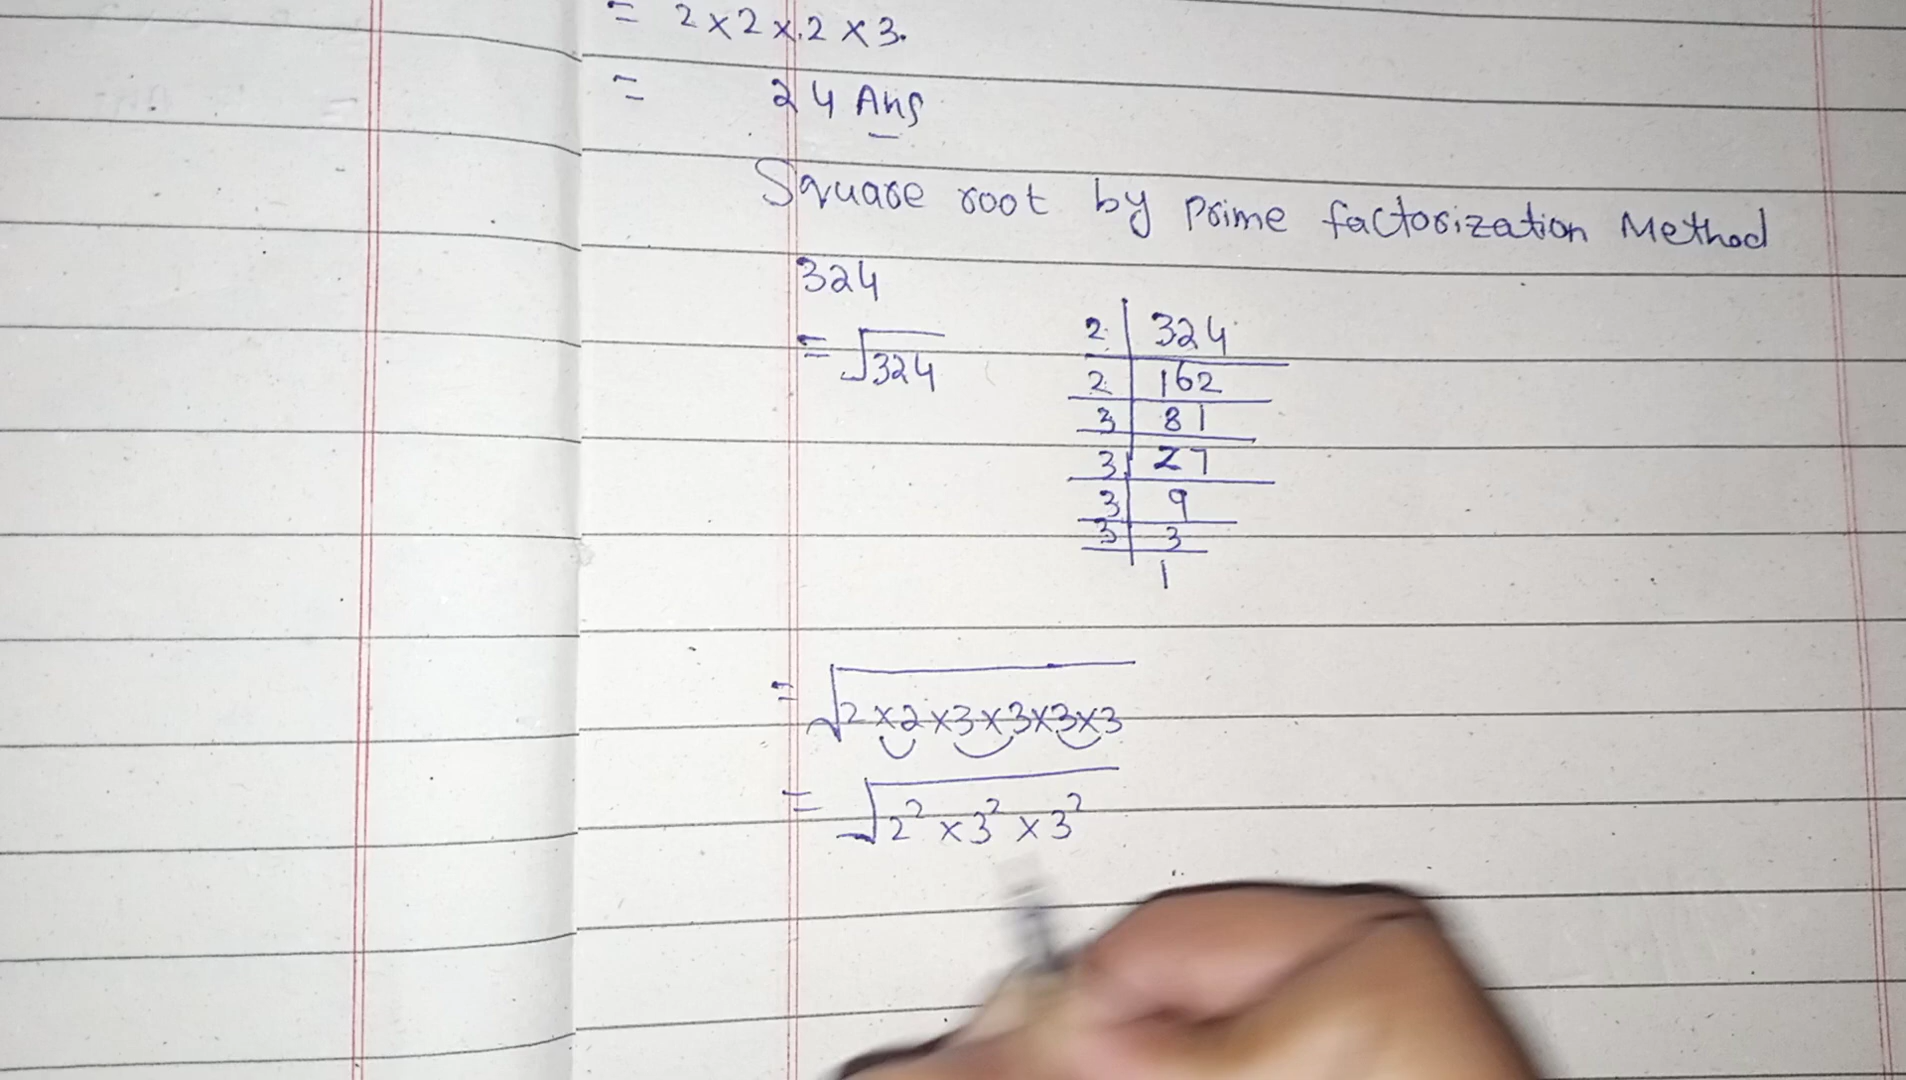 = 2×2×2×3.
= 24 Ans
Square root by Prime factorization Method
324
= √324
2 | 324
2 | 162
3 | 81
3 | 27
3 | 9
3 | 3
1
= √2×2×3×3×3×3
= √2²×3²×3²